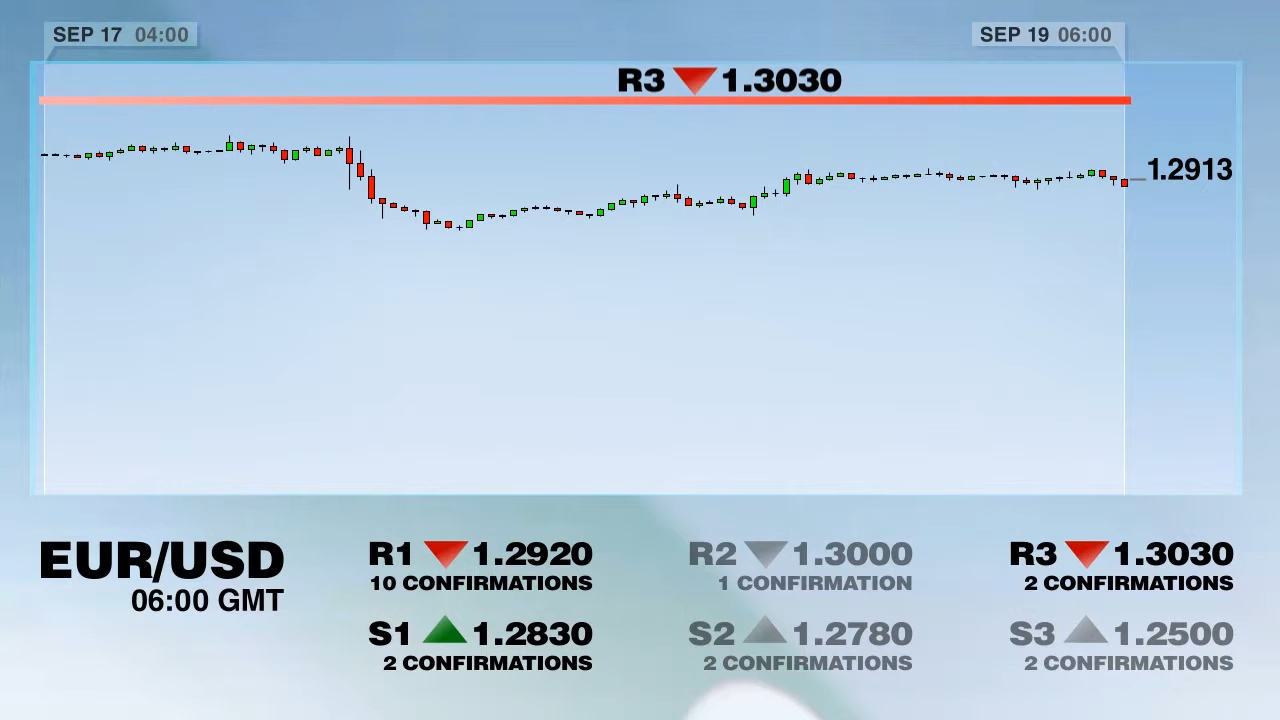 SEP 17 04:00
SEP 19 06:00
R3 1.3030
1.2913
EUR/USD
06:00 GMT
R1 1.2920
10 CONFIRMATIONS
R2 1.3000
1 CONFIRMATION
R3 1.3030
2 CONFIRMATIONS
S1 1.2830
2 CONFIRMATIONS
S2 1.2780
2 CONFIRMATIONS
S3 1.2500
2 CONFIRMATIONS